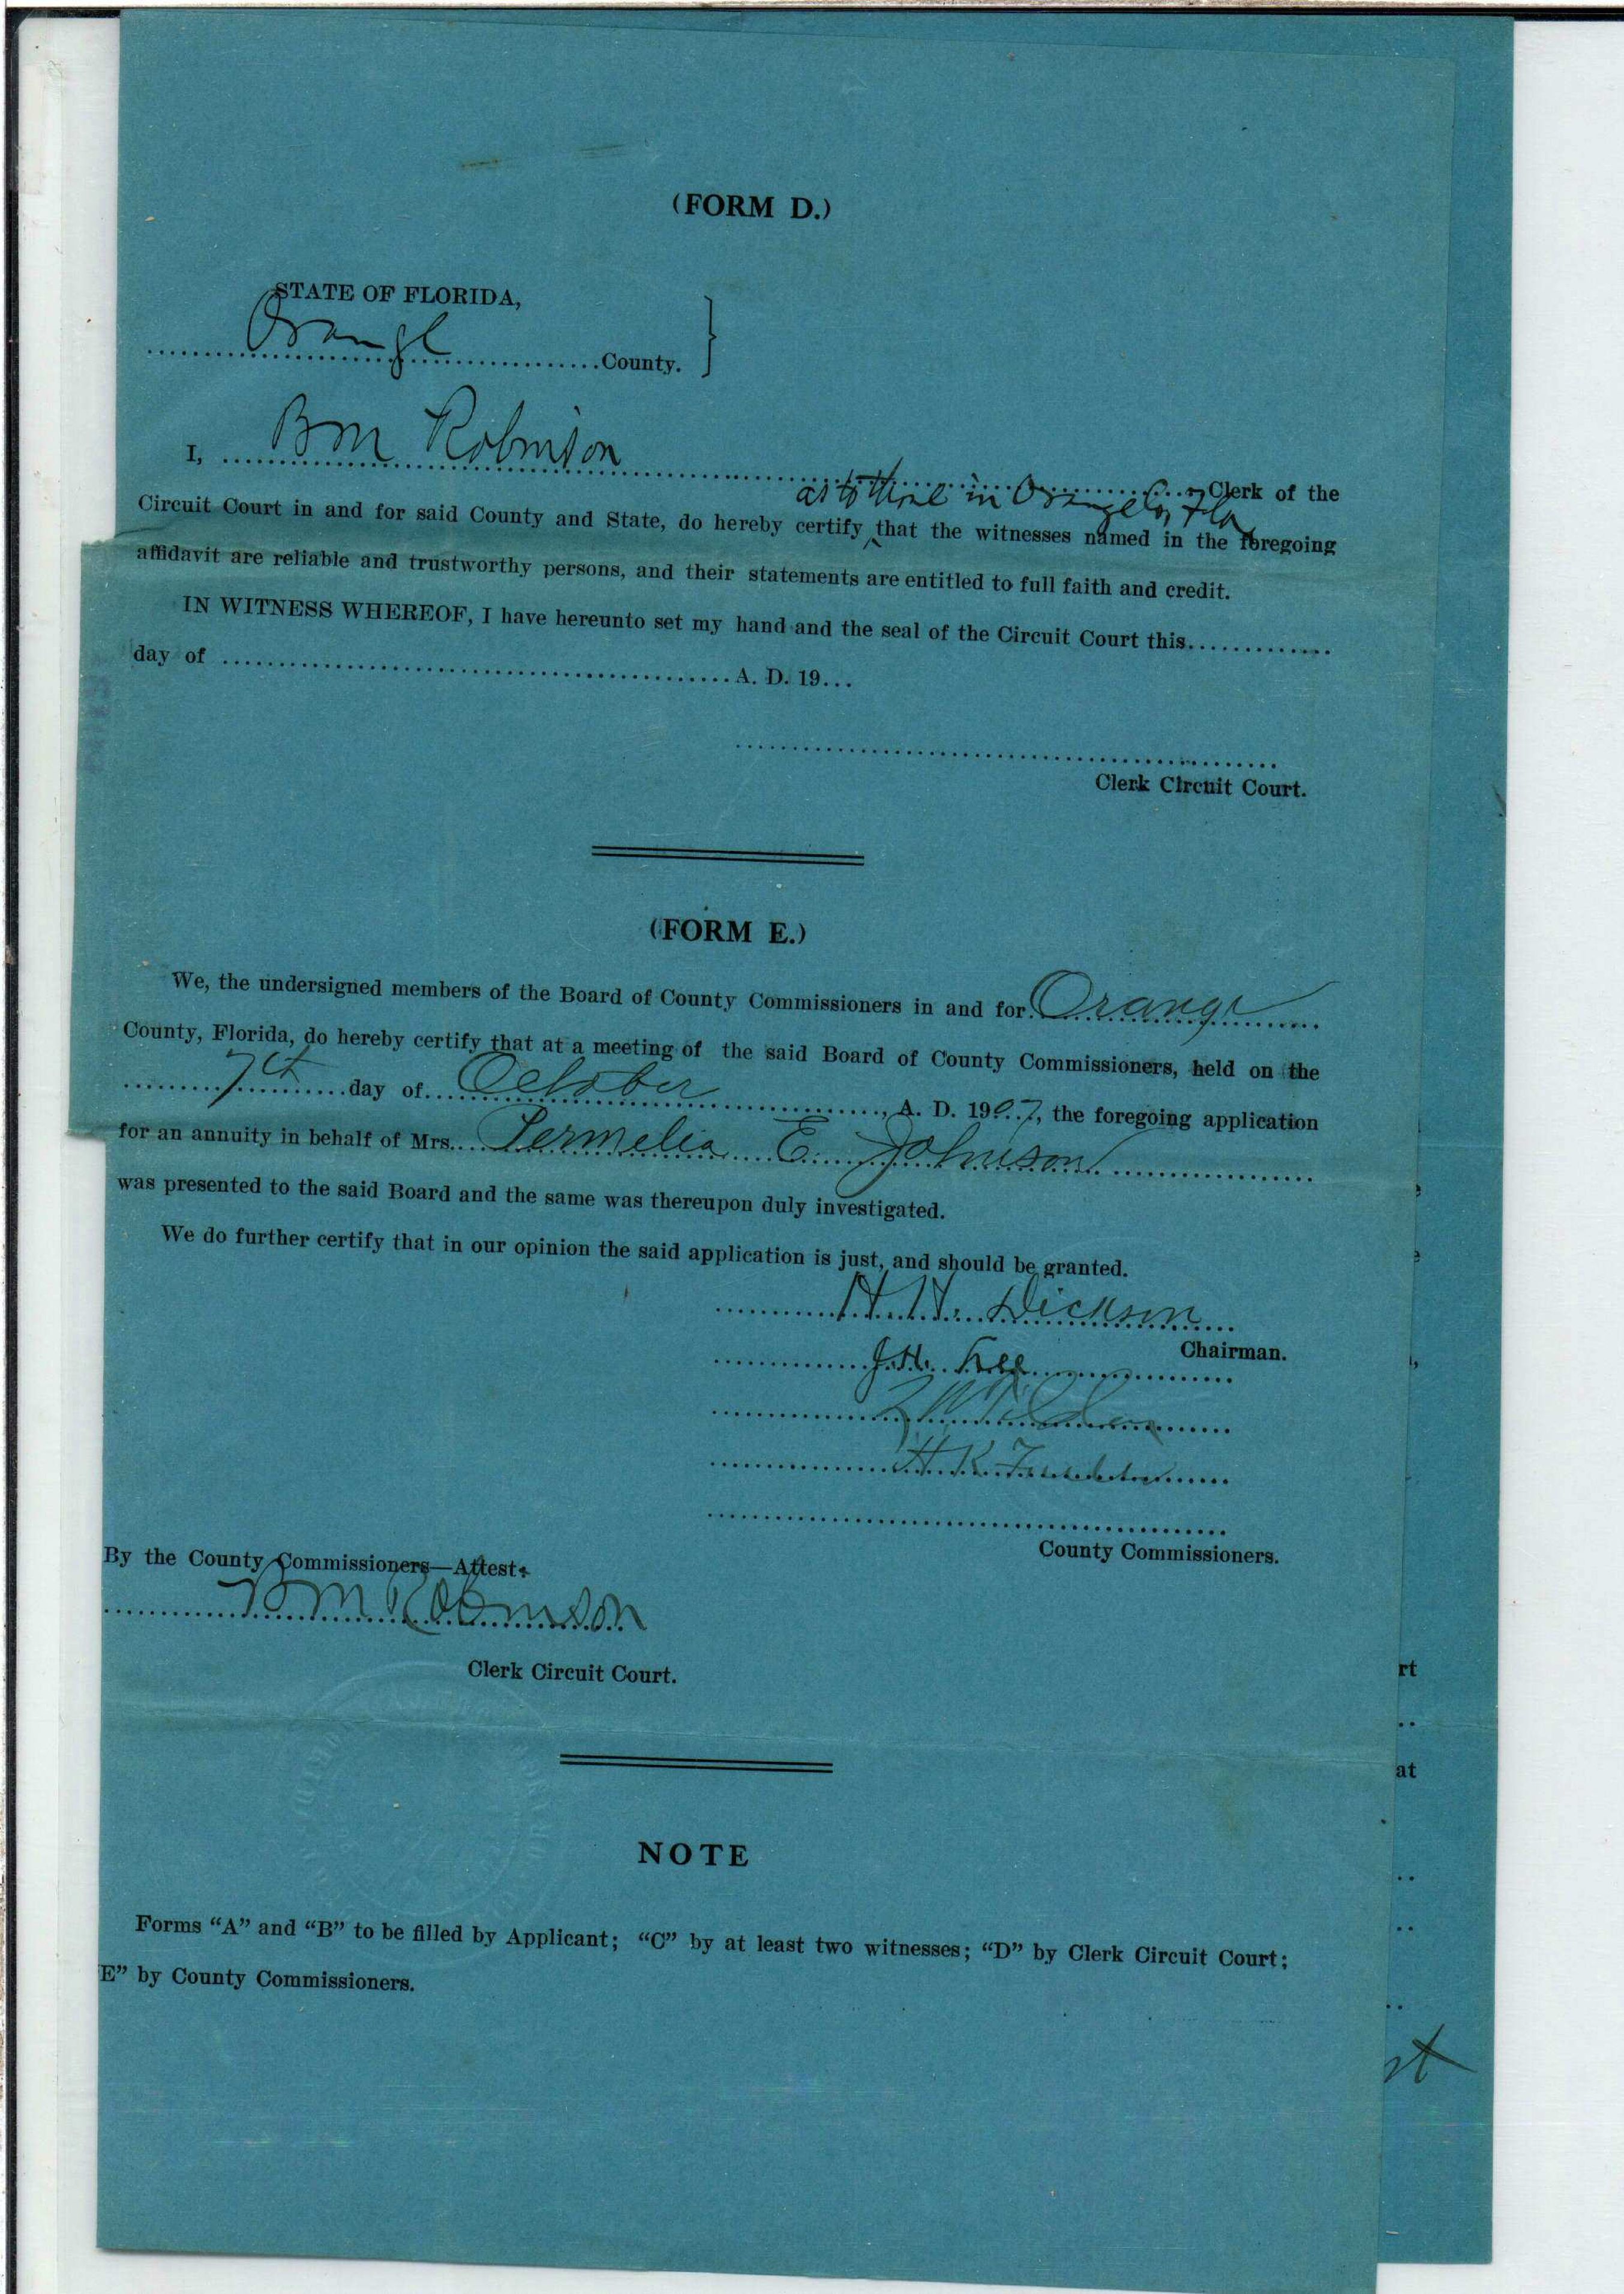 (FORM D.)
STATE OF FLORIDA,
Orange County.
I, B M Robinson Clerk of the
as to those in Orange Co, Fla,
Circuit Court in and for said County and State, do hereby certify ‸ that the witnesses named in the foregoing
affidavit are reliable and trustworthy persons, and their statements are entitled to full faith and credit.
IN WITNESS WHEREOF, I have hereunto set my hand and the seal of the Circuit Court this..............
day of .................................................. A. D. 19...
Clerk Circuit Court.
(FORM E.)
We, the undersigned members of the Board of County Commissioners in and for Orange
County, Florida, do hereby certify that at a meeting of the said Board of County Commissioners, held on the
7th day of October, A. D. 1907, the foregoing application
for an annuity in behalf of Mrs. Permelia E. Johnson
was presented to the said Board and the same was thereupon duly investigated.
We do further certify that in our opinion the said application is just, and should be granted.
H. H. Dickson
Chairman.
J. H. Lee
H. K.
County Commissioners.
By the County Commissioners—Attest:
B M Robinson
Clerk Circuit Court.
NOTE
Forms “A” and “B” to be filled by Applicant; “C” by at least two witnesses; “D” by Clerk Circuit Court;
E” by County Commissioners.
rt
at
st